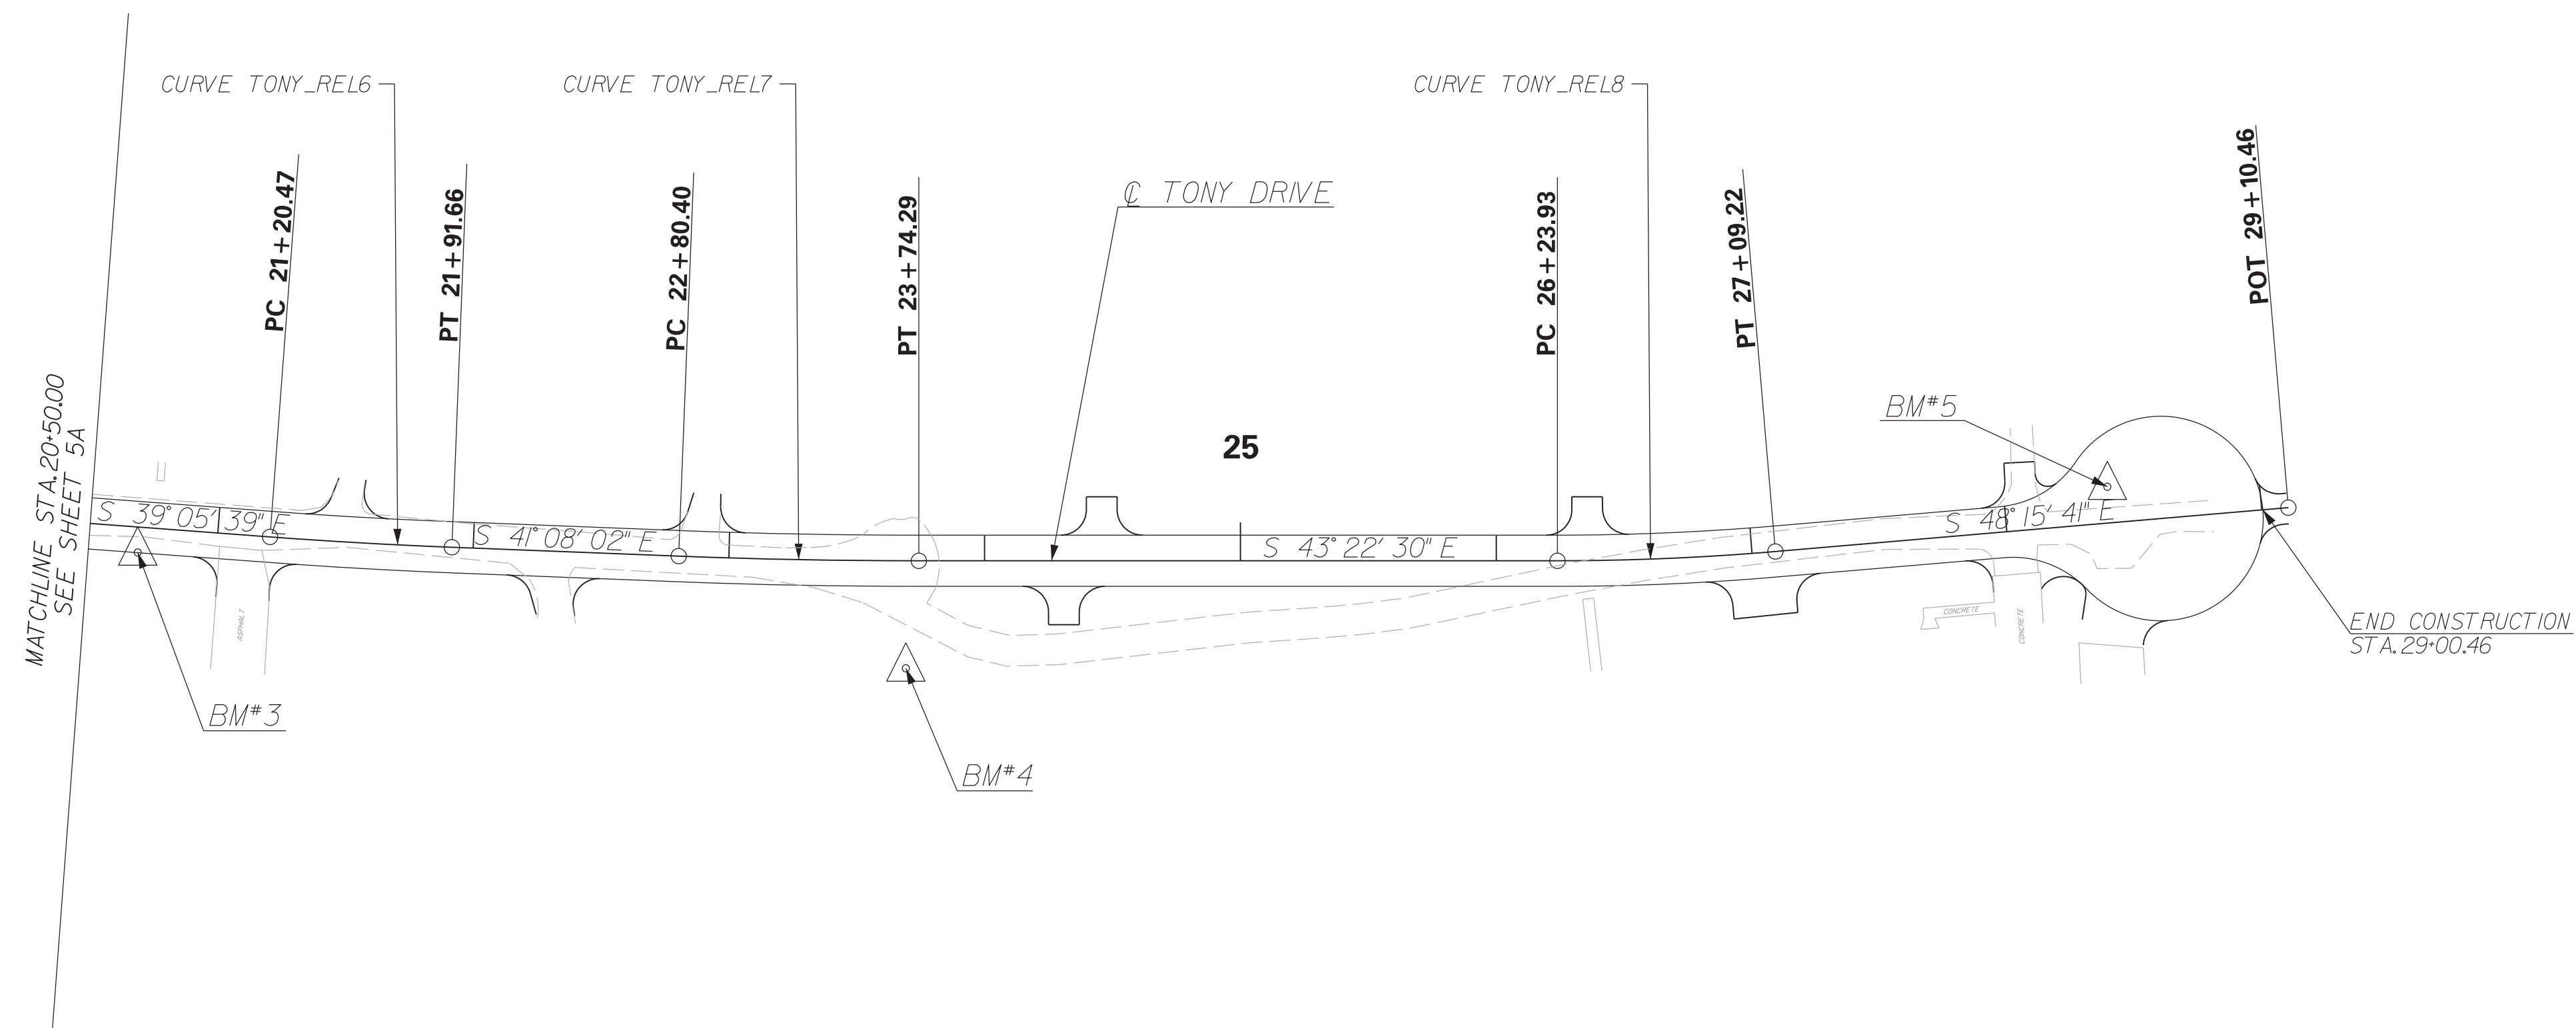 CURVE TONY_REL6
CURVE TONY_REL7
CURVE TONY_REL8
PC 21+20.47
PT 21+91.66
PC 22+80.40
PT 23+74.29
℄ TONY DRIVE
PC 26+23.93
PT 27+09.22
POT 29+10.46
MATCHLINE STA. 20+50.00
SEE SHEET 5A
BM#5
25
S 39° 05' 39" E
S 41° 08' 02" E
S 43° 22' 30" E
S 48° 15' 41" E
ASPHALT
CONCRETE
CONCRETE
END CONSTRUCTION
STA. 29+00.46
BM#3
BM#4